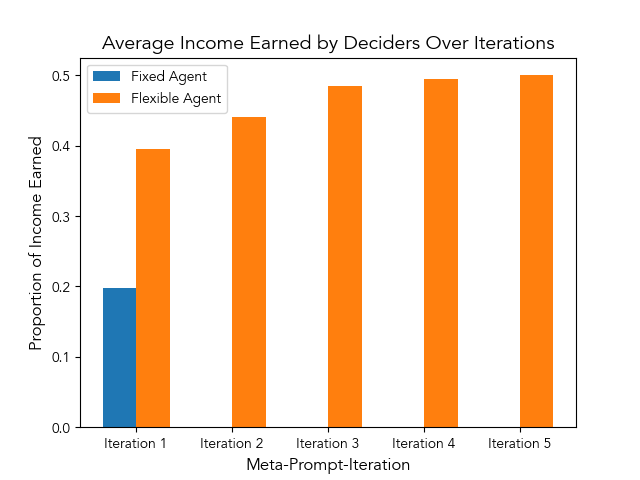 Average Income Earned by Deciders Over Iterations
Fixed Agent
Flexible Agent
Proportion of Income Earned
0.5
0.4
0.3
0.2
0.1
0.0
Iteration 1
Iteration 2
Iteration 3
Iteration 4
Iteration 5
Meta-Prompt-Iteration